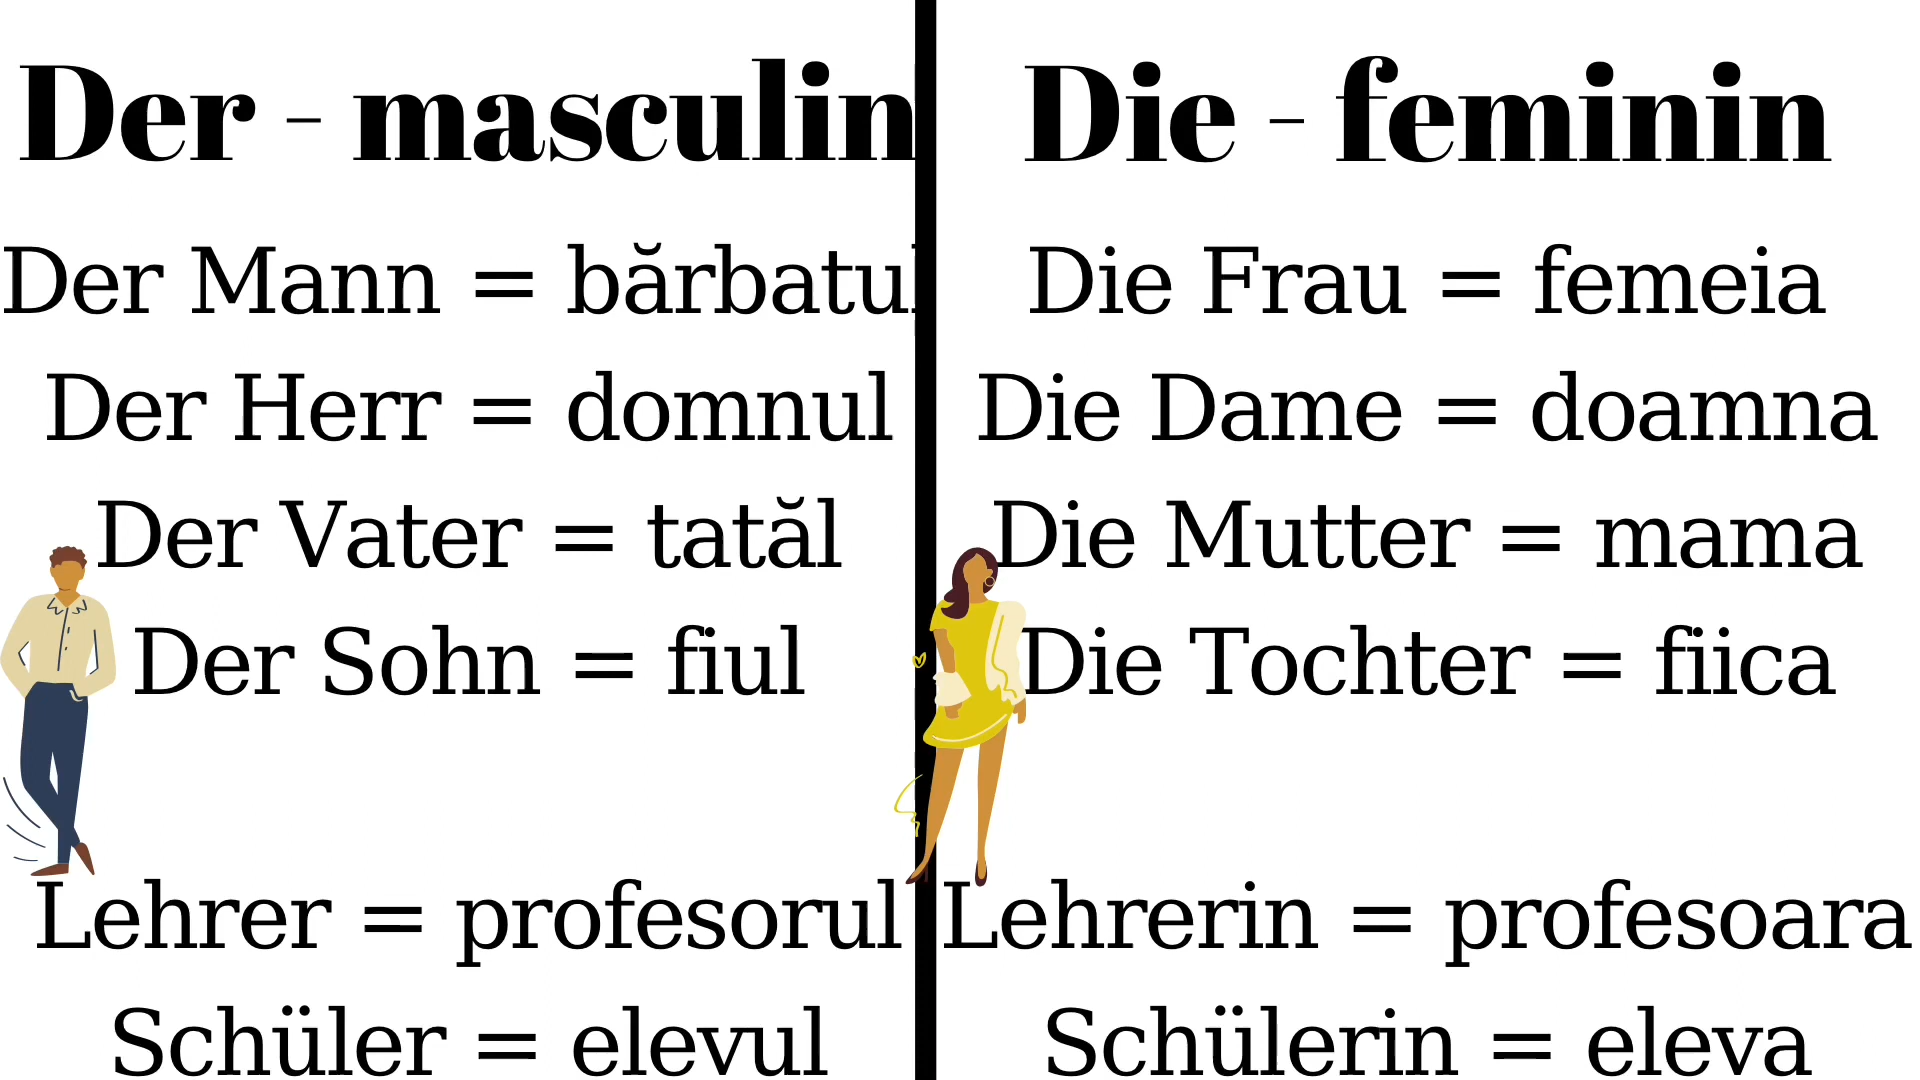 Der - masculin
Der Mann = bărbatul
Der Herr = domnul
Der Vater = tatăl
Der Sohn = fiul
Lehrer = profesorul
Schüler = elevul
Die - feminin
Die Frau = femeia
Die Dame = doamna
Die Mutter = mama
Die Tochter = fiica
Lehrerin = profesoara
Schülerin = eleva